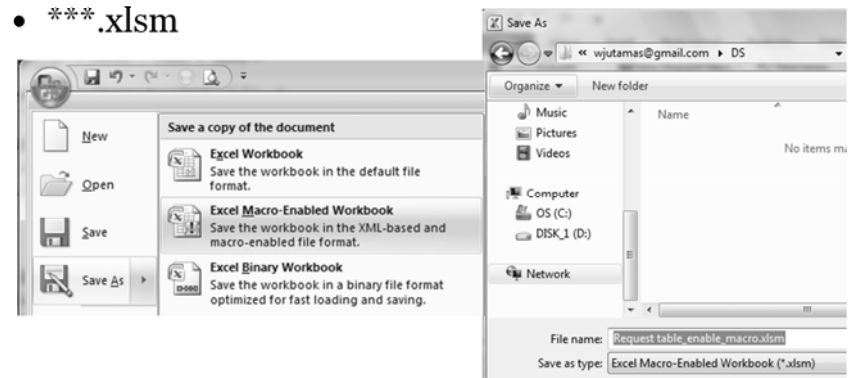 • ***.xlsm
New
Open
Save
Save As
Save a copy of the document
Excel Workbook
Save the workbook in the default file
format.
Excel Macro-Enabled Workbook
Save the workbook in the XML-based and
macro-enabled file format.
Excel Binary Workbook
Save the workbook in a binary file format
optimized for fast loading and saving.
Save As
« wjutamas@gmail.com ▸ DS
Organize ▼ New folder
Music
Pictures
Videos
Computer
OS (C:)
DISK_1 (D:)
Network
Name
No items ma
File name: Request table_enable_macro.xlsm
Save as type: Excel Macro-Enabled Workbook (*.xlsm)